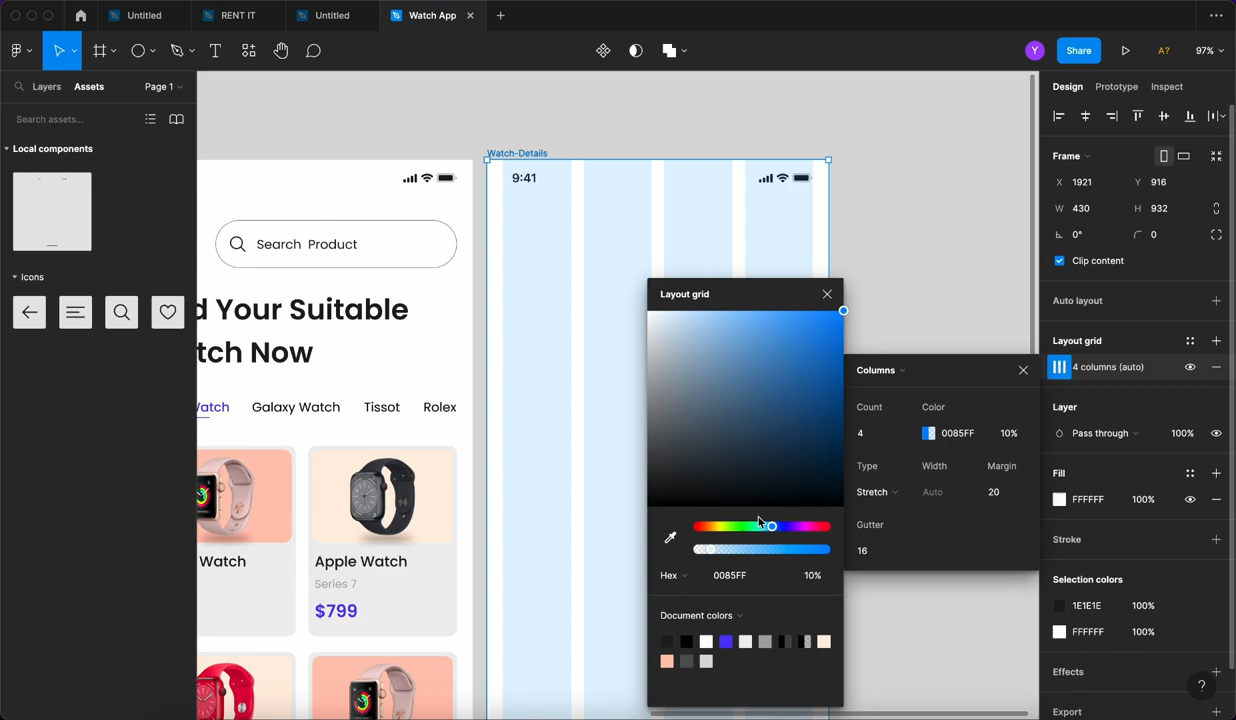 Untitled
RENT IT
Untitled
Watch App
Y
Share
A?
97%
Layers
Assets
Page 1
Search assets...
Local components
Icons
Search Product
d Your Suitable
tch Now
Watch
Galaxy Watch
Tissot
Rolex
Watch
Apple Watch
Series 7
$799
Watch-Details
9:41
Layout grid
Hex
0085FF
10%
Document colors
Columns
Count
Color
4
0085FF
10%
Type
Width
Margin
Stretch
Auto
20
Gutter
16
Design
Prototype
Inspect
Frame
X
1921
Y
916
W
430
H
932
0°
0
Clip content
Auto layout
Layout grid
4 columns (auto)
Layer
Pass through
100%
Fill
FFFFFF
100%
Stroke
Selection colors
1E1E1E
100%
FFFFFF
100%
Effects
?
Export